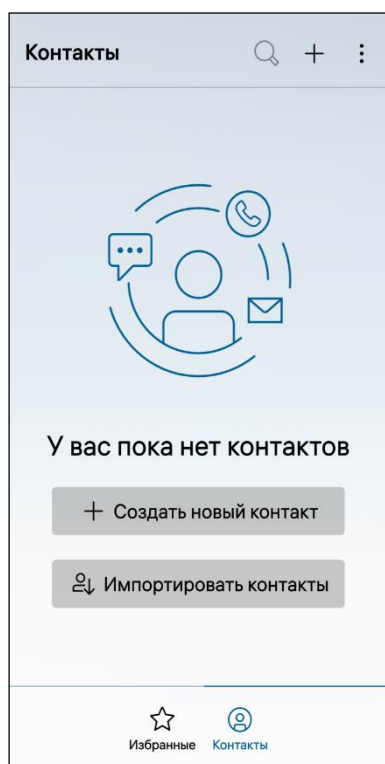 Контакты
У вас пока нет контактов
Создать новый контакт
Импортировать контакты
Избранные Контакты